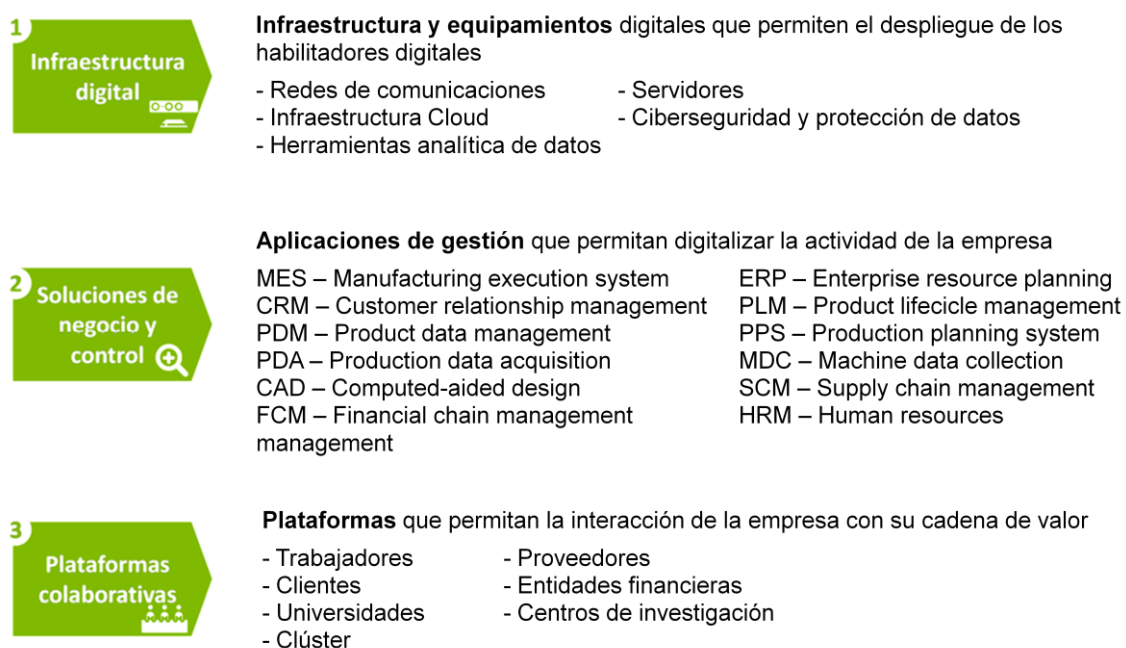 1
Infraestructura
digital
Infraestructura y equipamientos digitales que permiten el despliegue de los
habilitadores digitales
- Redes de comunicaciones - Servidores
- Infraestructura Cloud - Ciberseguridad y protección de datos
- Herramientas analítica de datos
2
Soluciones de
negocio y
control
Aplicaciones de gestión que permitan digitalizar la actividad de la empresa
MES – Manufacturing execution system ERP – Enterprise resource planning
CRM – Customer relationship management PLM – Product lifecicle management
PDM – Product data management PPS – Production planning system
PDA – Production data acquisition MDC – Machine data collection
CAD – Computed-aided design SCM – Supply chain management
FCM – Financial chain management HRM – Human resources
management
3
Plataformas
colaborativas
Plataformas que permitan la interacción de la empresa con su cadena de valor
- Trabajadores - Proveedores
- Clientes - Entidades financieras
- Universidades - Centros de investigación
- Clúster